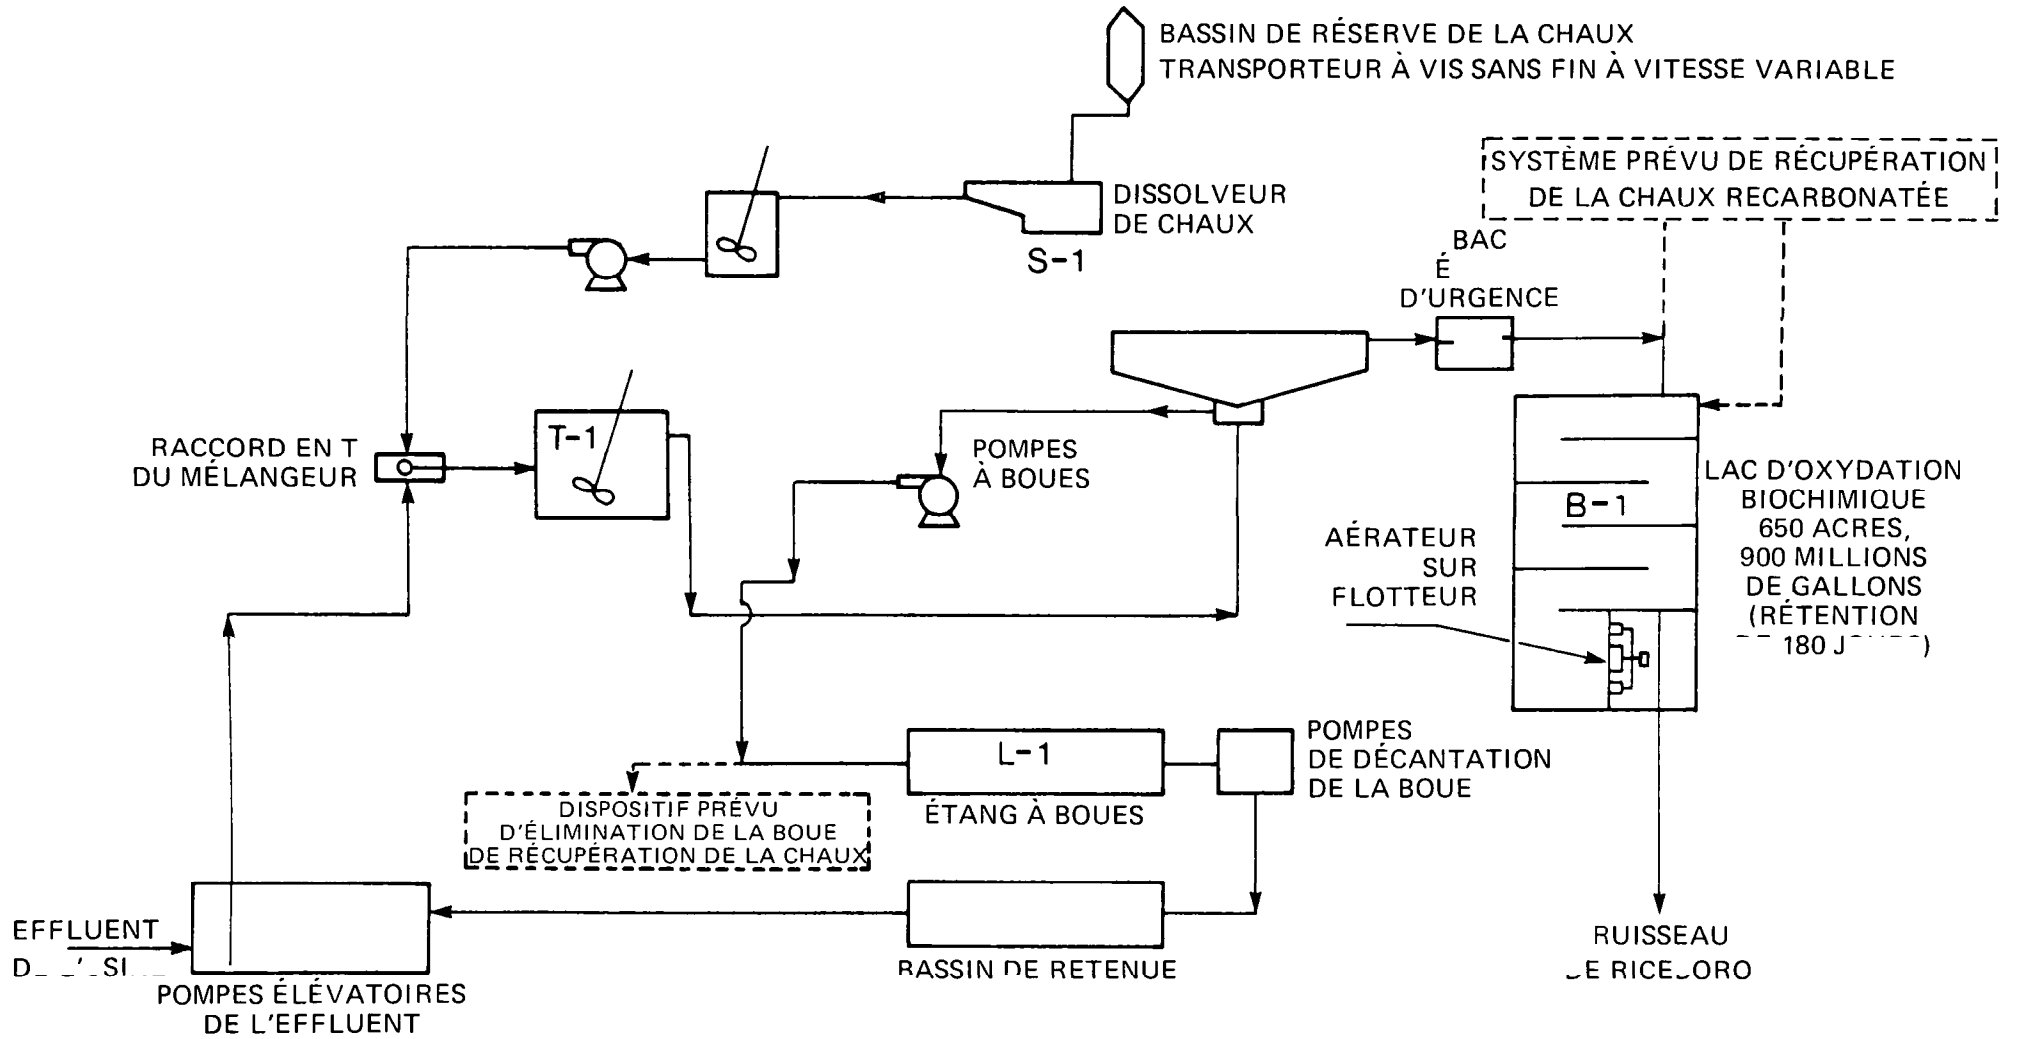 BASSIN DE RÉSERVE DE LA CHAUX
TRANSPORTEUR À VIS SANS FIN À VITESSE VARIABLE
SYSTÈME PRÉVU DE RÉCUPÉRATION
DE LA CHAUX RECARBONATÉE
DISSOLVEUR
DE CHAUX
S-1
BAC
É
D'URGENCE
RACCORD EN T
DU MÉLANGEUR
T-1
POMPES
À BOUES
LAC D'OXYDATION
BIOCHIMIQUE
650 ACRES,
900 MILLIONS
DE GALLONS
(RÉTENTION
180
B-1
AÉRATEUR
SUR
FLOTTEUR
L-1
ÉTANG À BOUES
POMPES
DE DÉCANTATION
DE LA BOUE
DISPOSITIF PRÉVU
D'ÉLIMINATION DE LA BOUE
DE RÉCUPÉRATION DE LA CHAUX
EFFLUENT
POMPES ÉLÉVATOIRES
DE L'EFFLUENT
BASSIN DE RETENUE
RUISSEAU